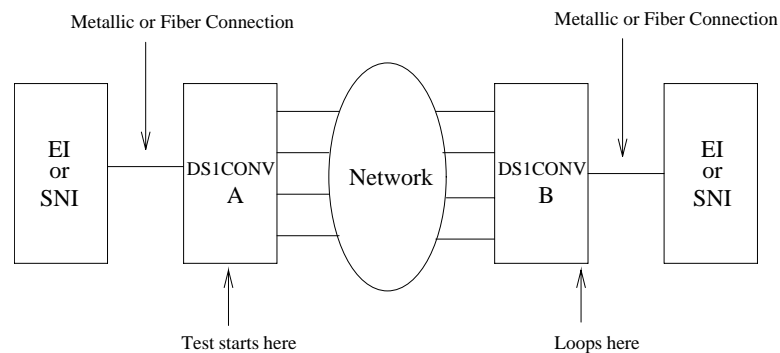 Metallic or Fiber Connection
Metallic or Fiber Connection
EI
or
SNI
DS1CONV
A
Network
DS1CONV
B
EI
or
SNI
Test starts here
Loops here